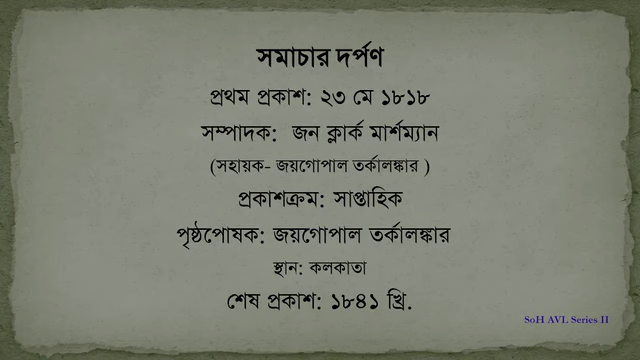 সমাচার দর্পণ
প্রথম প্রকাশ: ২৩ মে ১৮১৮
সম্পাদক: জন ক্লার্ক মার্শম্যান
(সহায়ক- জয়গোপাল তর্কালঙ্কার )
প্রকাশক্রম: সাপ্তাহিক
পৃষ্ঠপোষক: জয়গোপাল তর্কালঙ্কার
স্থান: কলকাতা
শেষ প্রকাশ: ১৮৪১ খ্রি.
SoH AVL Series II